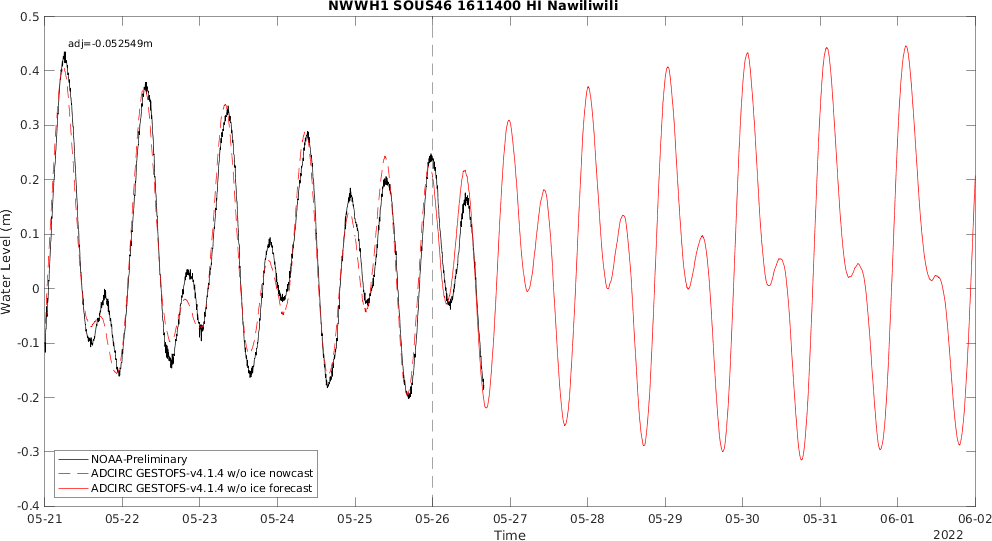 NWWH1 SOUS46 1611400 HI Nawiliwili
adj=-0.052549m
Water Level (m)
0.5
0.4
0.3
0.2
0.1
0
-0.1
-0.2
-0.3
-0.4
NOAA-Preliminary
ADCIRC GESTOFS-v4.1.4 w/o ice nowcast
ADCIRC GESTOFS-v4.1.4 w/o ice forecast
05-21 05-22 05-23 05-24 05-25 05-26 05-27 05-28 05-29 05-30 05-31 06-01 06-02
Time
2022